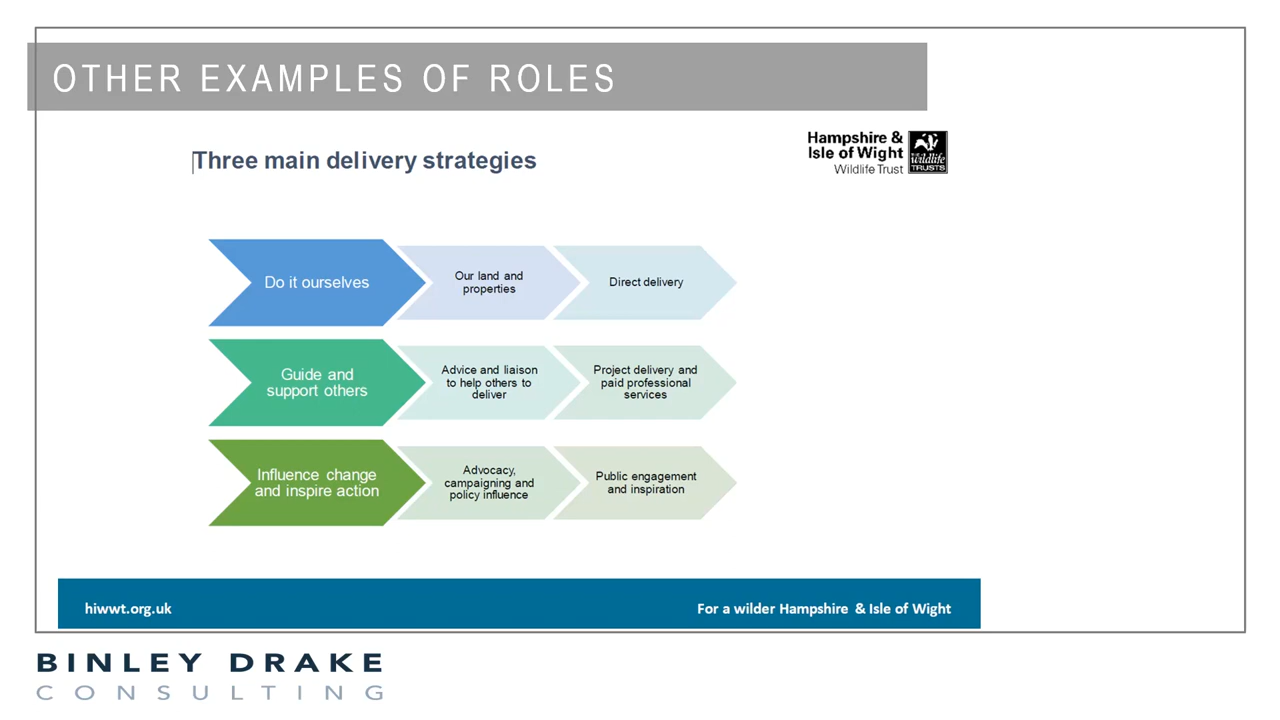 OTHER EXAMPLES OF ROLES
Three main delivery strategies
Hampshire &
Isle of Wight
Wildlife Trust
THE
wildlife
TRUSTS
Do it ourselves
Our land and
properties
Direct delivery
Guide and
support others
Advice and liaison
to help others to
deliver
Project delivery and
paid professional
services
Influence change
and inspire action
Advocacy,
campaigning and
policy influence
Public engagement
and inspiration
hiwwt.org.uk
For a wilder Hampshire & Isle of Wight
BINLEY DRAKE
CONSULTING